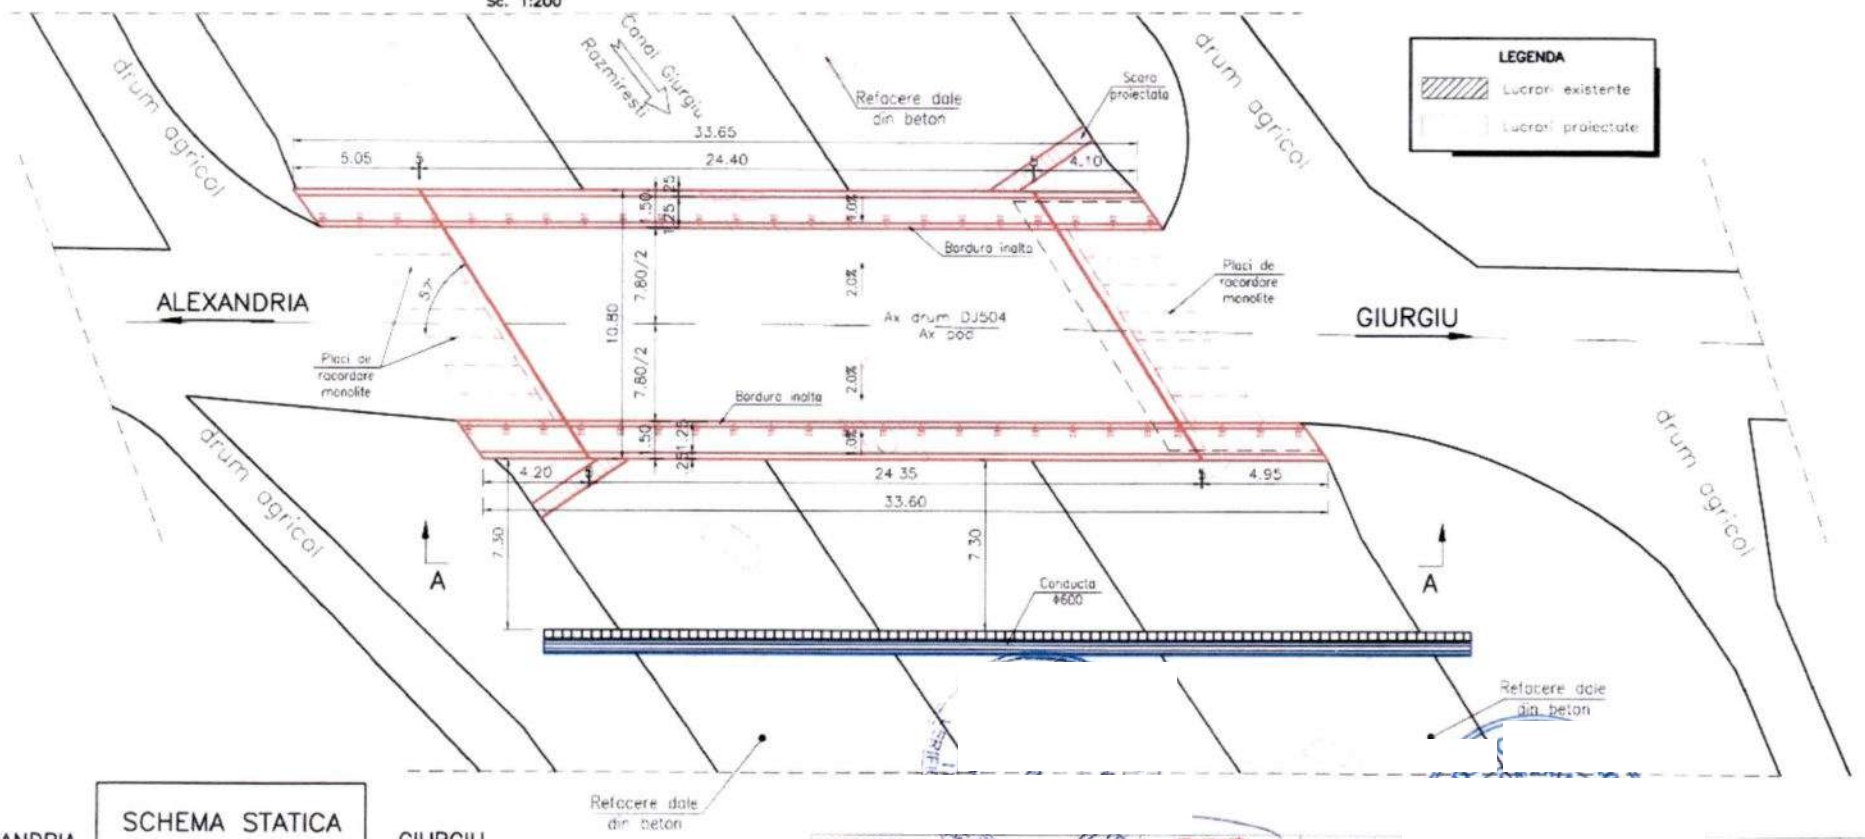 Sc. 1:200
LEGENDA
Lucrari existente
Lucrari proiectate
drum agricol
Canal Giurgiu
Razmiresti
Refacere dale
din beton
Scara
proiectata
drum agricol
33.65
5.05
5
24.40
4.10
1.50
25
1.25
1.0%
Bordura inalta
Placi de
racordare
monolite
ALEXANDRIA
7.80/2
2.0%
10.80
Ax drum DJ504
Ax pod
GIURGIU
Placi de
racordare
monolite
7.80/2
2.0%
Bordura inalta
1.50
1.25
25
1.0%
4.20
24.35
4.95
33.60
drum agricol
drum agricol
7.30
7.30
A
A
Conducta
Φ600
Refacere dale
din beton
Refacere dale
din beton
SCHEMA STATICA
ANDRIA
GIURGIU